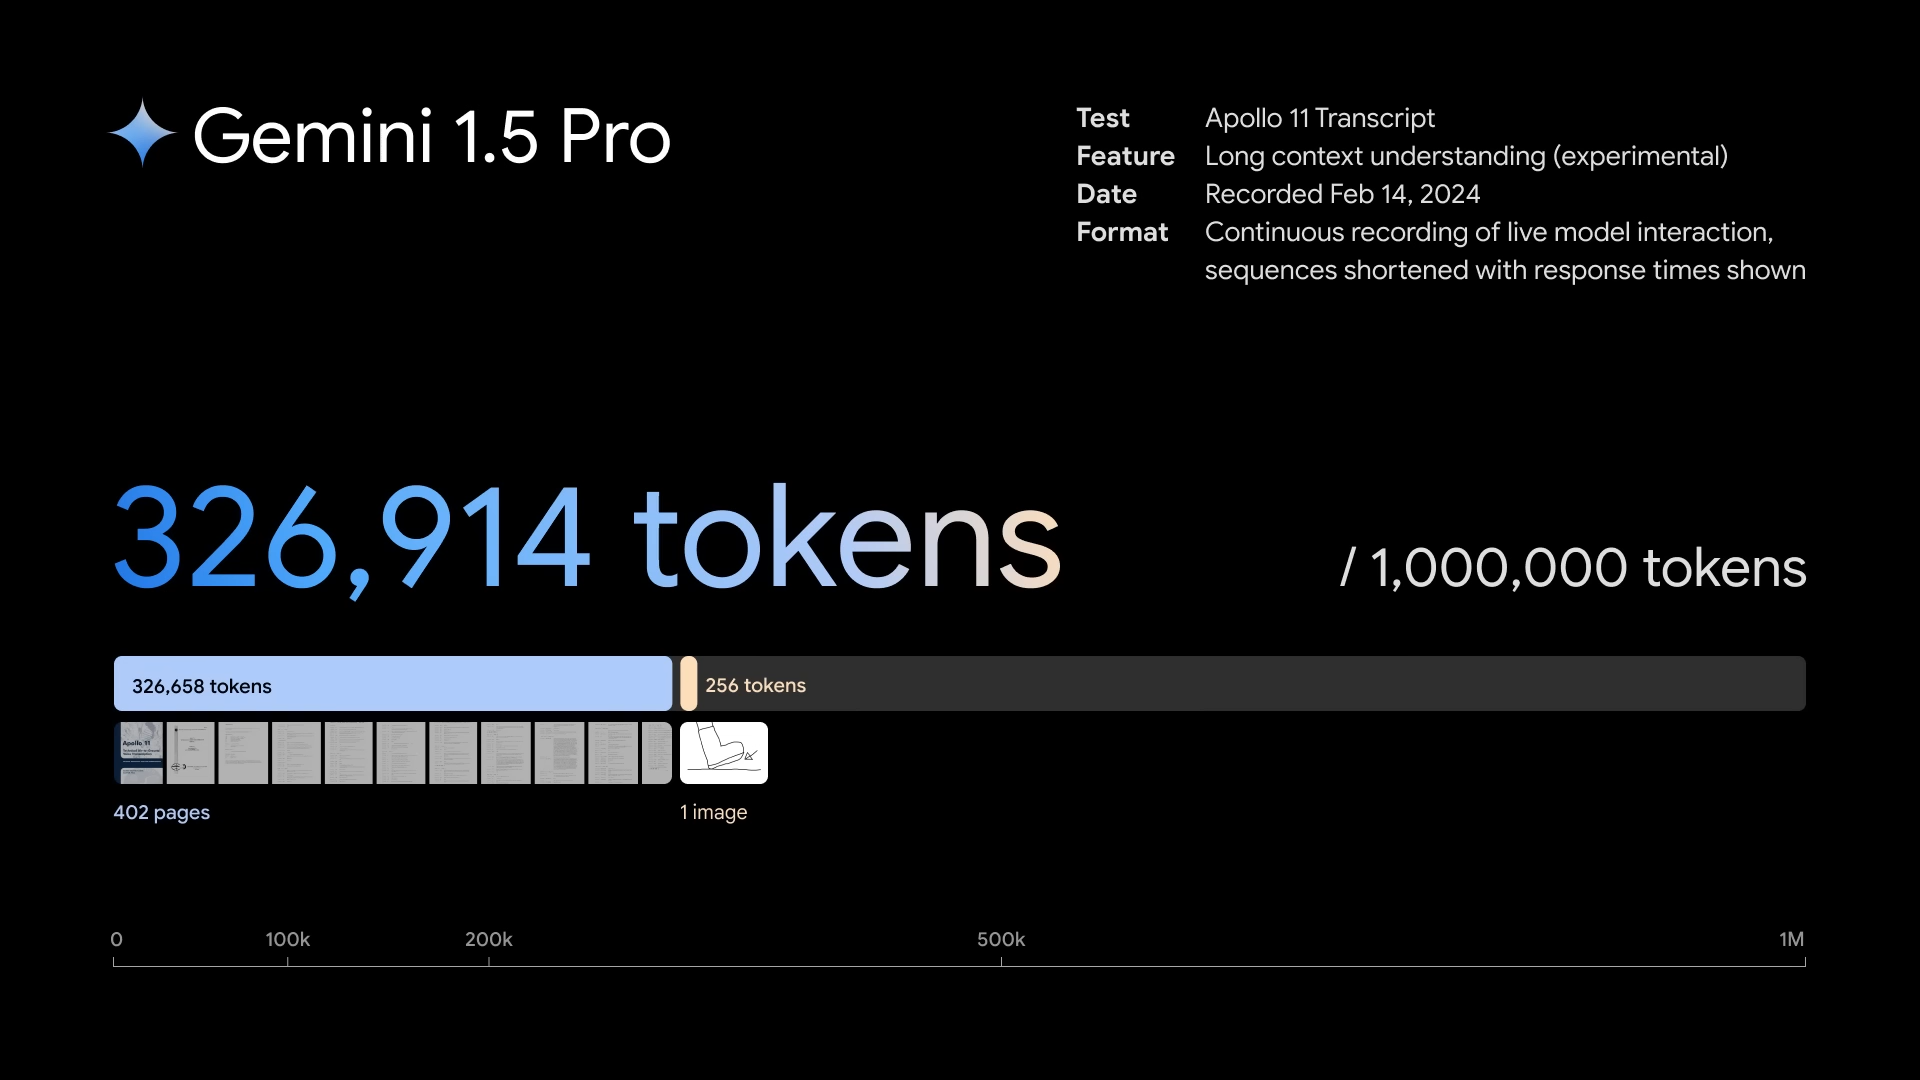 Gemini 1.5 Pro
Test Apollo 11 Transcript
Feature Long context understanding (experimental)
Date Recorded Feb 14, 2024
Format Continuous recording of live model interaction,
sequences shortened with response times shown
326,914 tokens / 1,000,000 tokens
326,658 tokens 256 tokens
Apollo 11
402 pages 1 image
0 100k 200k 500k 1M